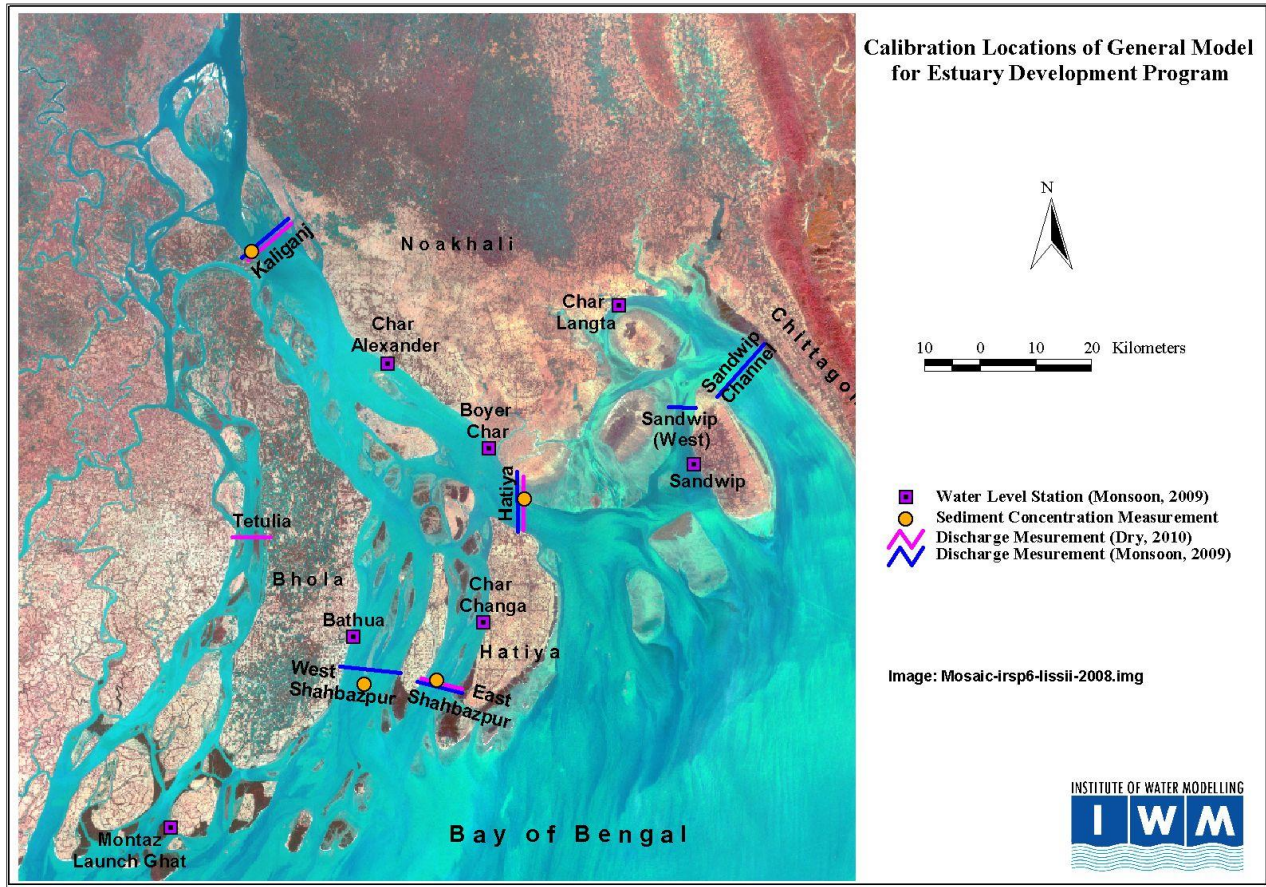 Calibration Locations of General Model
for Estuary Development Program
N
10 0 10 20 Kilometers
Water Level Station (Monsoon, 2009)
Sediment Concentration Measurement
Discharge Mesurement (Dry, 2010)
Discharge Mesurement (Monsoon, 2009)
Image: Mosaic-irsp6-lissii-2008.img
INSTITUTE OF WATER MODELLING
IWM
Kaliganj
Noakhali
Char
Langta
Chittagon
Char
Alexander
Sandwip
Channel
Boyer
Char
Sandwip
(West)
Sandwip
Hatiya
Tetulia
Bhola
Char
Changa
Bathua
Hatiya
West
Shahbazpur
East
Shahbazpur
Montaz
Launch Ghat
Bay of Bengal